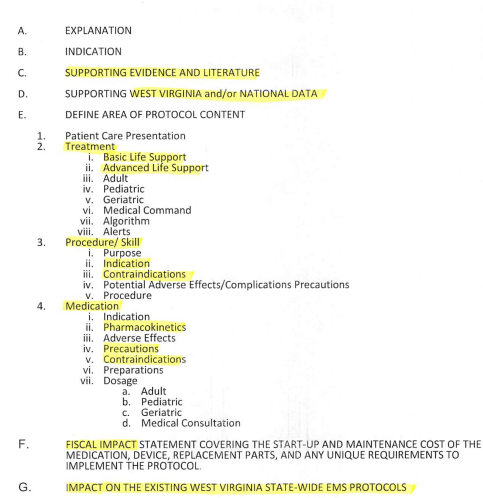 A. EXPLANATION
B. INDICATION
C. SUPPORTING EVIDENCE AND LITERATURE
D. SUPPORTING WEST VIRGINIA and/or NATIONAL DATA
E. DEFINE AREA OF PROTOCOL CONTENT
1. Patient Care Presentation
2. Treatment
i. Basic Life Support
ii. Advanced Life Support
iii. Adult
iv. Pediatric
v. Geriatric
vi. Medical Command
vii. Algorithm
viii. Alerts
3. Procedure/ Skill
i. Purpose
ii. Indication
iii. Contraindications
iv. Potential Adverse Effects/Complications Precautions
v. Procedure
4. Medication
i. Indication
ii. Pharmacokinetics
iii. Adverse Effects
iv. Precautions
v. Contraindications
vi. Preparations
vii. Dosage
a. Adult
b. Pediatric
c. Geriatric
d. Medical Consultation
F. FISCAL IMPACT STATEMENT COVERING THE START-UP AND MAINTENANCE COST OF THE
MEDICATION, DEVICE, REPLACEMENT PARTS, AND ANY UNIQUE REQUIREMENTS TO
IMPLEMENT THE PROTOCOL.
G. IMPACT ON THE EXISTING WEST VIRGINIA STATE-WIDE EMS PROTOCOLS